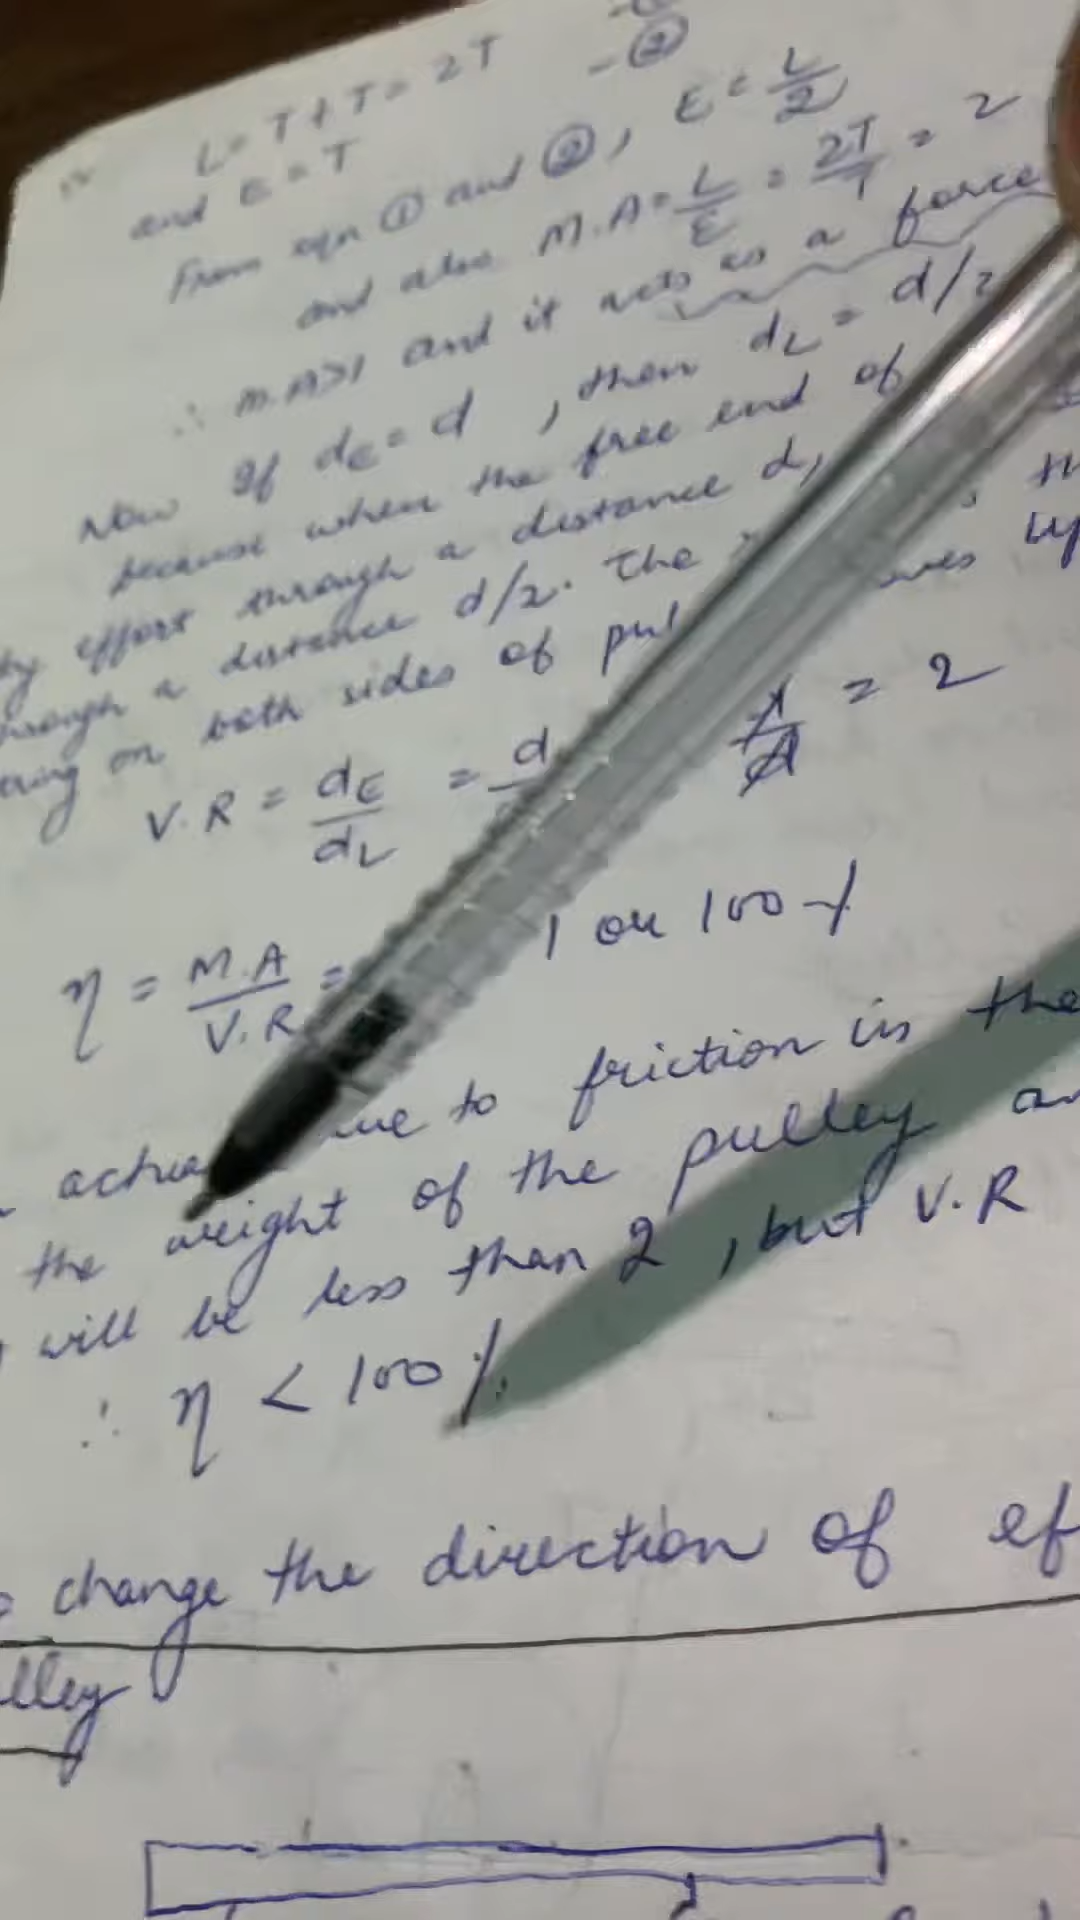 - ②
L = T + T = 2T
and E = T
From eqn ① and ②, E = L/2
and also M.A = L/E = 2T/T = 2
∴ M.A>1 and it acts as a force
Now If dE = d, then dL = d/2
because when the free end of
by effort through a distance d,
through a distance d/2. The
on both sides of
V.R = dE/dL = d = 2
η = M.A/V.R = 1 or 100%
to friction in the
the weight of the pulley
will be less than 2, but V.R
∴ η < 100%
change the direction of ef
lley